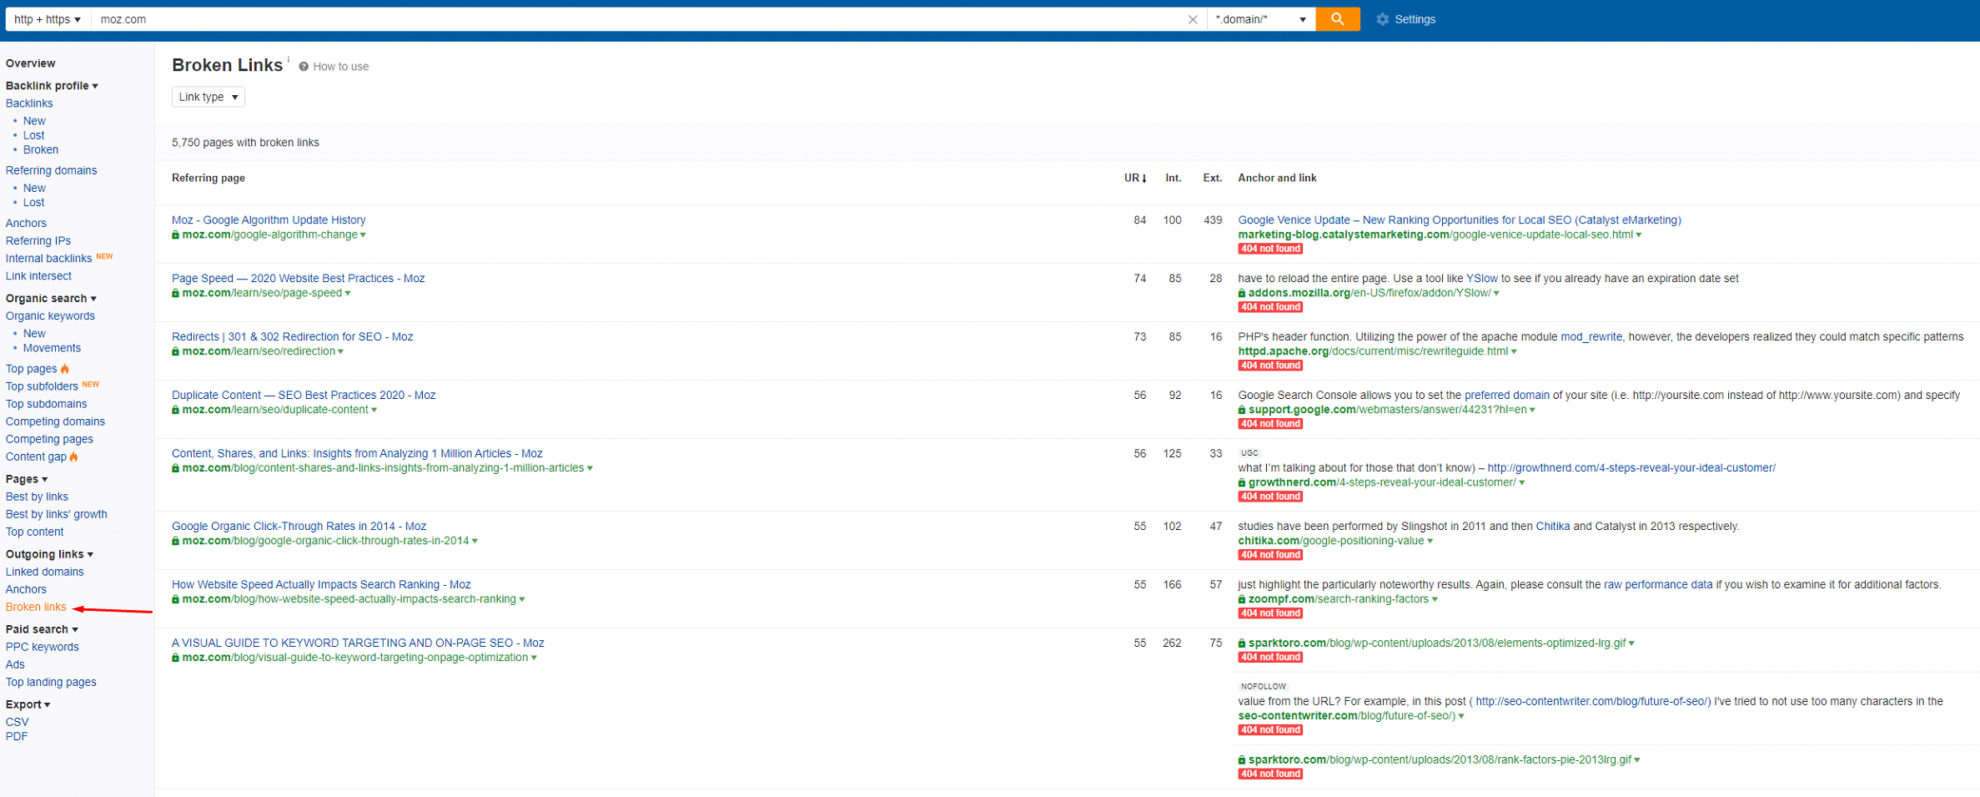 http + https
moz.com
*.domain/*
Settings
Overview
Backlink profile
Backlinks
New
Lost
Broken
Referring domains
New
Lost
Anchors
Referring IPs
Internal backlinks NEW
Link intersect
Organic search
Organic keywords
New
Movements
Top pages
Top subfolders NEW
Top subdomains
Competing domains
Competing pages
Content gap
Pages
Best by links
Best by links' growth
Top content
Outgoing links
Linked domains
Anchors
Broken links
Paid search
PPC keywords
Ads
Top landing pages
Export
CSV
PDF
Broken Links i
How to use
Link type
5,750 pages with broken links
Referring page UR Int. Ext. Anchor and link
Moz - Google Algorithm Update History
moz.com/google-algorithm-change
84 100 439
Google Venice Update – New Ranking Opportunities for Local SEO (Catalyst eMarketing)
marketing-blog.catalystemarketing.com/google-venice-update-local-seo.html
404 not found
Page Speed — 2020 Website Best Practices - Moz
moz.com/learn/seo/page-speed
74 85 28
have to reload the entire page. Use a tool like YSlow to see if you already have an expiration date set
addons.mozilla.org/en-US/firefox/addon/YSlow/
404 not found
Redirects | 301 & 302 Redirection for SEO - Moz
moz.com/learn/seo/redirection
73 85 16
PHP's header function. Utilizing the power of the apache module mod_rewrite, however, the developers realized they could match specific patterns
httpd.apache.org/docs/current/misc/rewriteguide.html
404 not found
Duplicate Content — SEO Best Practices 2020 - Moz
moz.com/learn/seo/duplicate-content
56 92 16
Google Search Console allows you to set the preferred domain of your site (i.e. http://yoursite.com instead of http://www.yoursite.com) and specify
support.google.com/webmasters/answer/44231?hl=en
404 not found
Content, Shares, and Links: Insights from Analyzing 1 Million Articles - Moz
moz.com/blog/content-shares-and-links-insights-from-analyzing-1-million-articles
56 125 33
UGC
what I'm talking about for those that don't know) – http://growthnerd.com/4-steps-reveal-your-ideal-customer/
growthnerd.com/4-steps-reveal-your-ideal-customer/
404 not found
Google Organic Click-Through Rates in 2014 - Moz
moz.com/blog/google-organic-click-through-rates-in-2014
55 102 47
studies have been performed by Slingshot in 2011 and then Chitika and Catalyst in 2013 respectively.
chitika.com/google-positioning-value
404 not found
How Website Speed Actually Impacts Search Ranking - Moz
moz.com/blog/how-website-speed-actually-impacts-search-ranking
55 166 57
just highlight the particularly noteworthy results. Again, please consult the raw performance data if you wish to examine it for additional factors.
zoompf.com/search-ranking-factors
404 not found
A VISUAL GUIDE TO KEYWORD TARGETING AND ON-PAGE SEO - Moz
moz.com/blog/visual-guide-to-keyword-targeting-onpage-optimization
55 262 75
sparktoro.com/blog/wp-content/uploads/2013/08/elements-optimized-lrg.gif
404 not found
NOFOLLOW
value from the URL? For example, in this post ( http://seo-contentwriter.com/blog/future-of-seo/) I've tried to not use too many characters in the
seo-contentwriter.com/blog/future-of-seo/)
404 not found
sparktoro.com/blog/wp-content/uploads/2013/08/rank-factors-pie-2013lrg.gif
404 not found